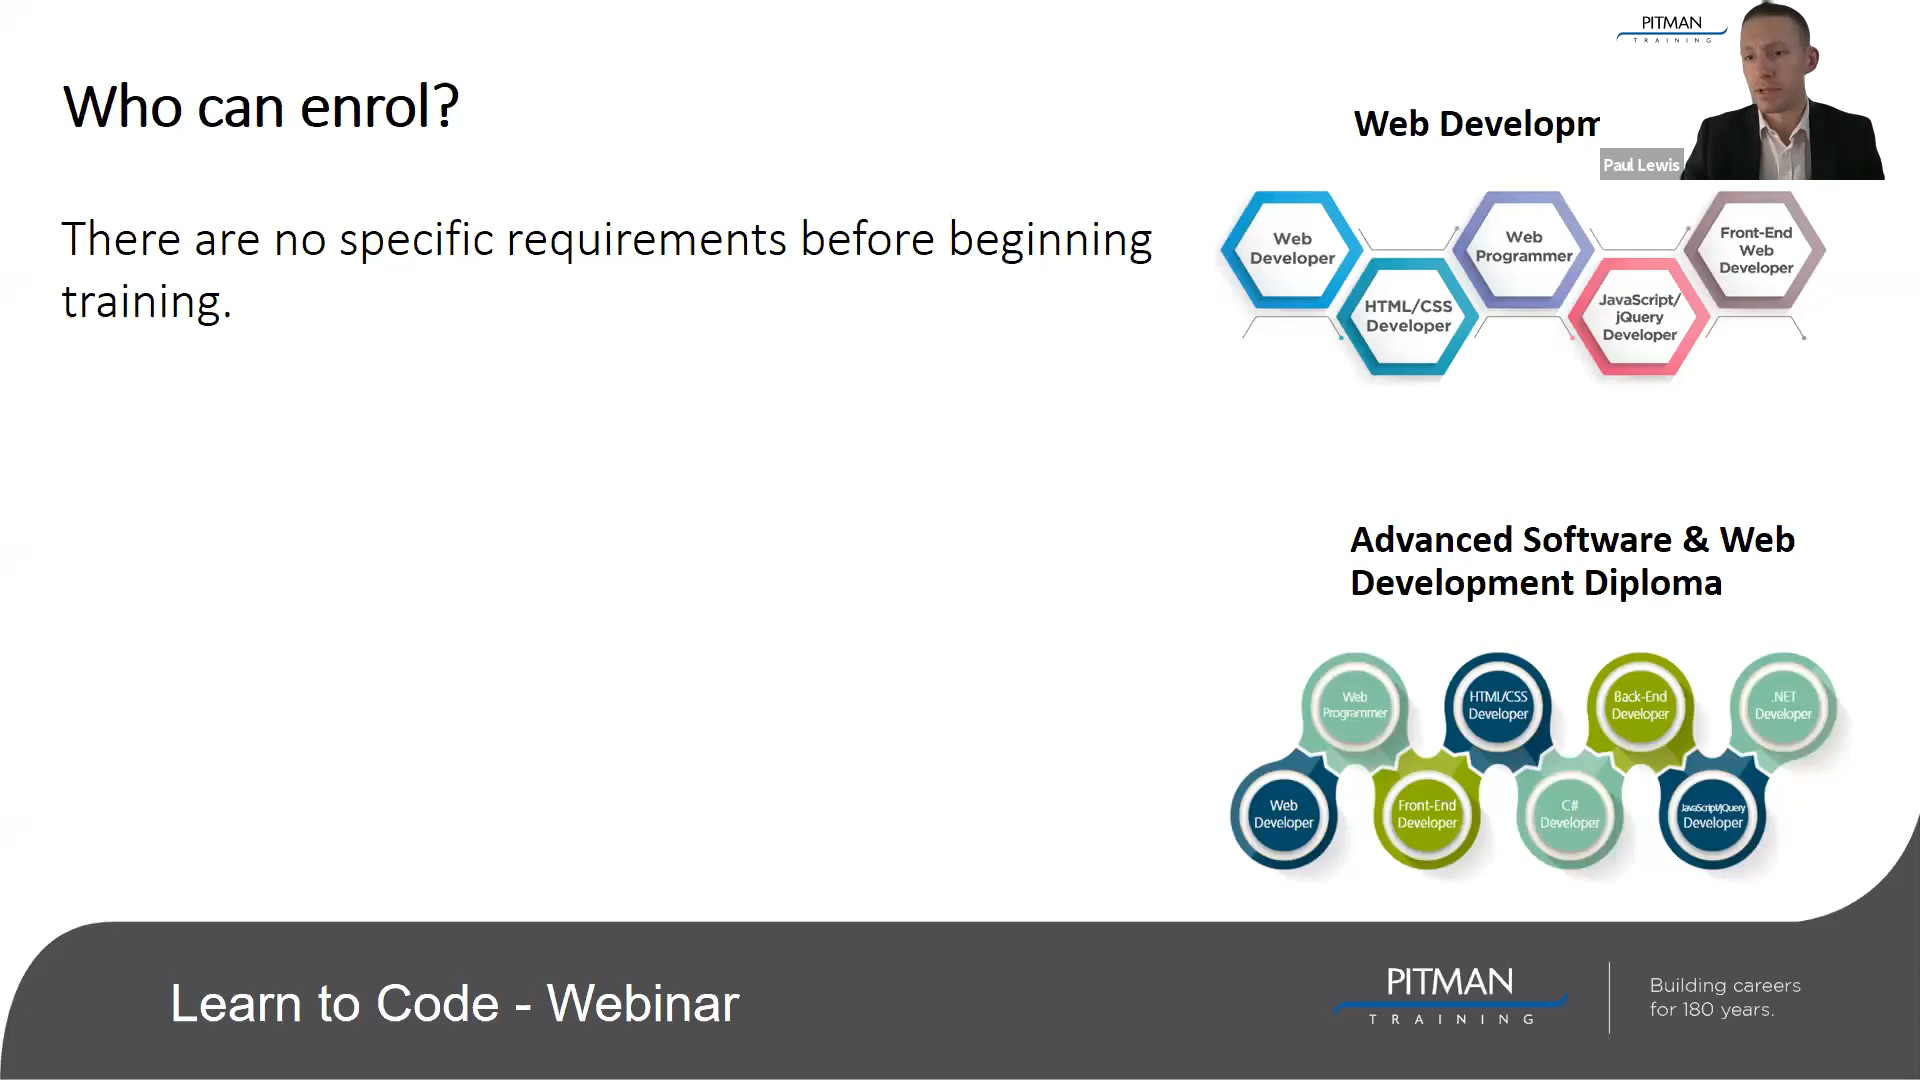 Who can enrol?
There are no specific requirements before beginning
training.
PITMAN
TRAINING
Paul Lewis
Web Developm
Web
Developer
HTML/CSS
Developer
Web
Programmer
JavaScript/
jQuery
Developer
Front-End
Web
Developer
Advanced Software & Web
Development Diploma
Web
Programmer
HTML/CSS
Developer
Back-End
Developer
.NET
Developer
Web
Developer
Front-End
Developer
C#
Developer
JavaScript/jQuery
Developer
Learn to Code - Webinar
PITMAN
TRAINING
Building careers
for 180 years.